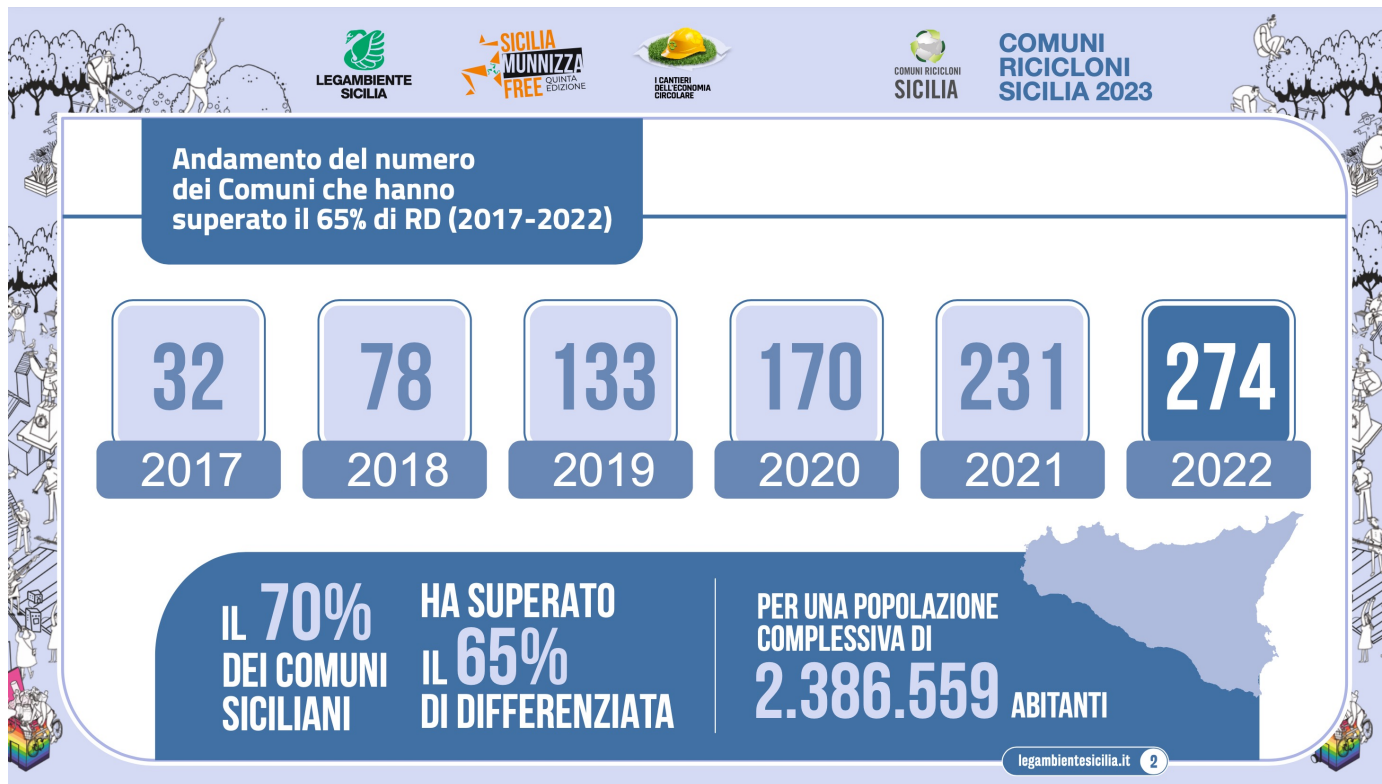 LEGAMBIENTE
SICILIA
SICILIA
MUNNIZZA
FREE QUINTA
EDIZIONE
I CANTIERI
DELL'ECONOMIA
CIRCOLARE
COMUNI RICICLONI
SICILIA
COMUNI
RICICLONI
SICILIA 2023
Andamento del numero
dei Comuni che hanno
superato il 65% di RD (2017-2022)
32
78
133
170
231
274
2017
2018
2019
2020
2021
2022
IL 70%
DEI COMUNI
SICILIANI
HA SUPERATO
IL 65%
DI DIFFERENZIATA
PER UNA POPOLAZIONE
COMPLESSIVA DI
2.386.559 ABITANTI
legambientesicilia.it 2